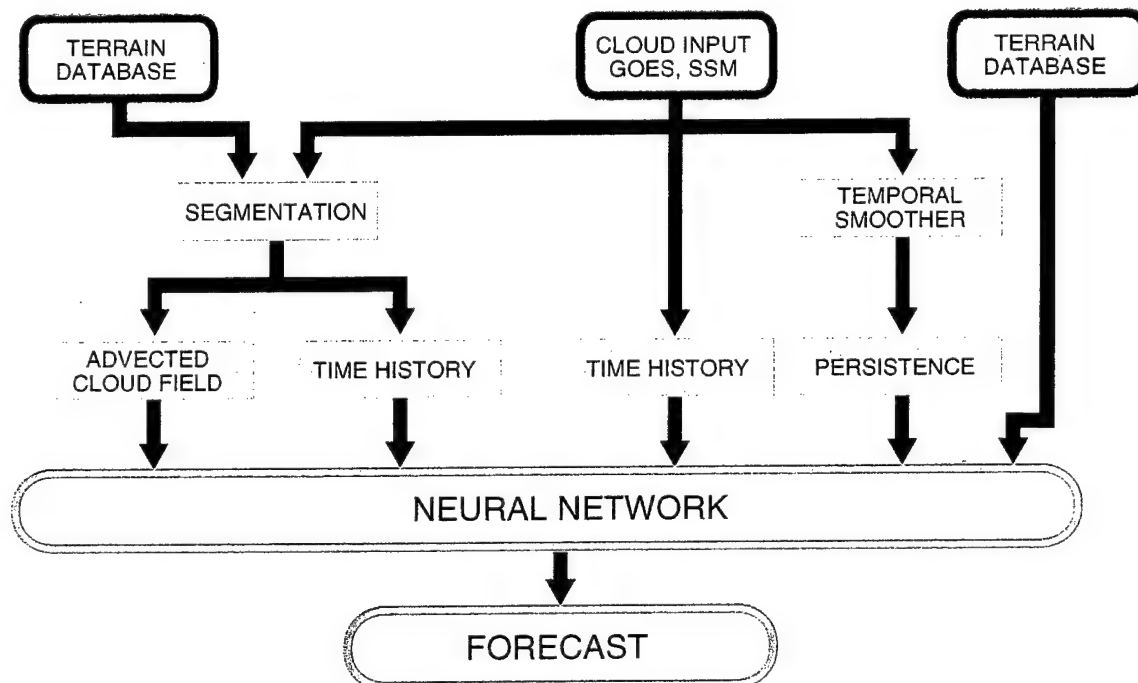 TERRAIN
DATABASE
CLOUD INPUT
GOES, SSM
TERRAIN
DATABASE
SEGMENTATION
TEMPORAL
SMOOTHER
ADVECTED
CLOUD FIELD
TIME HISTORY
TIME HISTORY
PERSISTENCE
NEURAL NETWORK
FORECAST